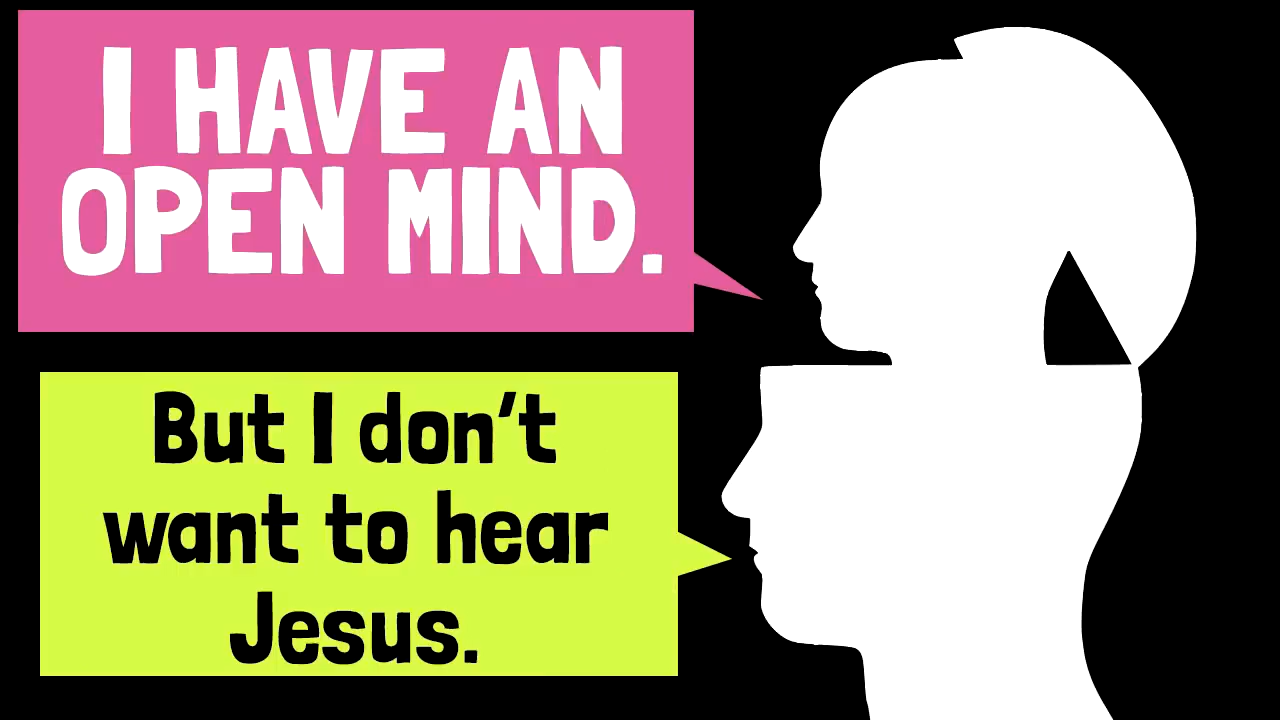 I HAVE AN
OPEN MIND.
But I don't
want to hear
Jesus.